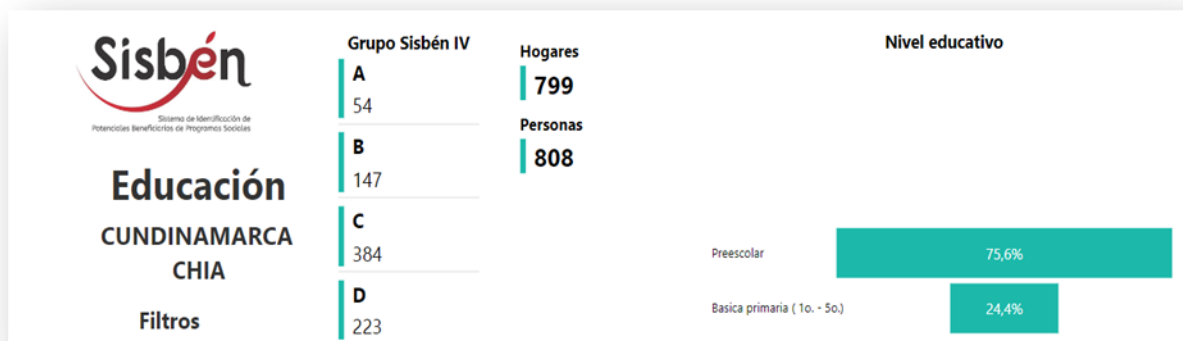 Sisbén
Sistema de Identificación de
Potenciales Beneficiarios de Programas Sociales
Educación
CUNDINAMARCA
CHIA
Filtros
Grupo Sisbén IV
A
54
B
147
C
384
D
223
Hogares
799
Personas
808
Nivel educativo
Preescolar
75,6%
Basica primaria ( 1o. - 5o.)
24,4%